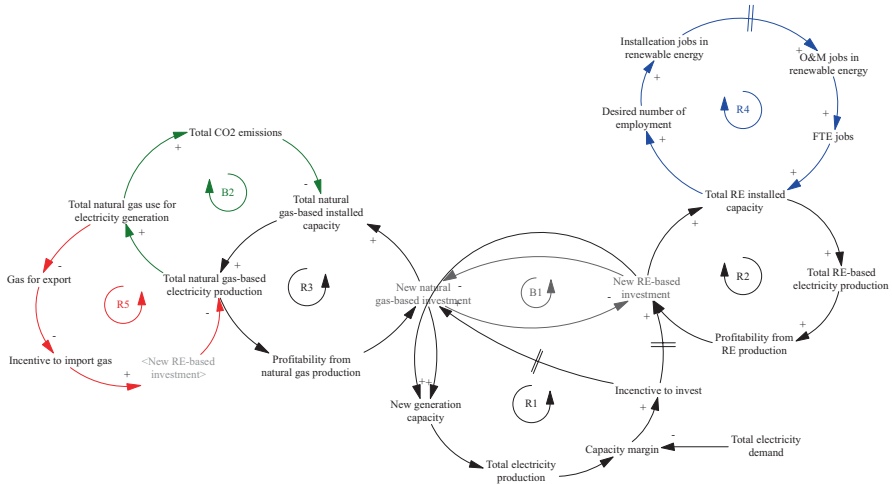 Installeation jobs in
renewable energy
O&M jobs in
renewable energy
R4
Desired number of
employment
FTE jobs
Total CO2 emissions
B2
Total natural gas use for
electricity generation
Total natural
gas-based installed
capacity
Total RE installed
capacity
Gas for export
R5
Total natural gas-based
electricity production
R3
New natural
gas-based investment
B1
New RE-based
investment
R2
Total RE-based
electricity production
Incentive to import gas
<New RE-based
investment>
Profitability from
natural gas production
Profitability from
RE production
New generation
capacity
R1
Incencтive to invest
Total electricity
production
Capacity margin
Total electricity
demand